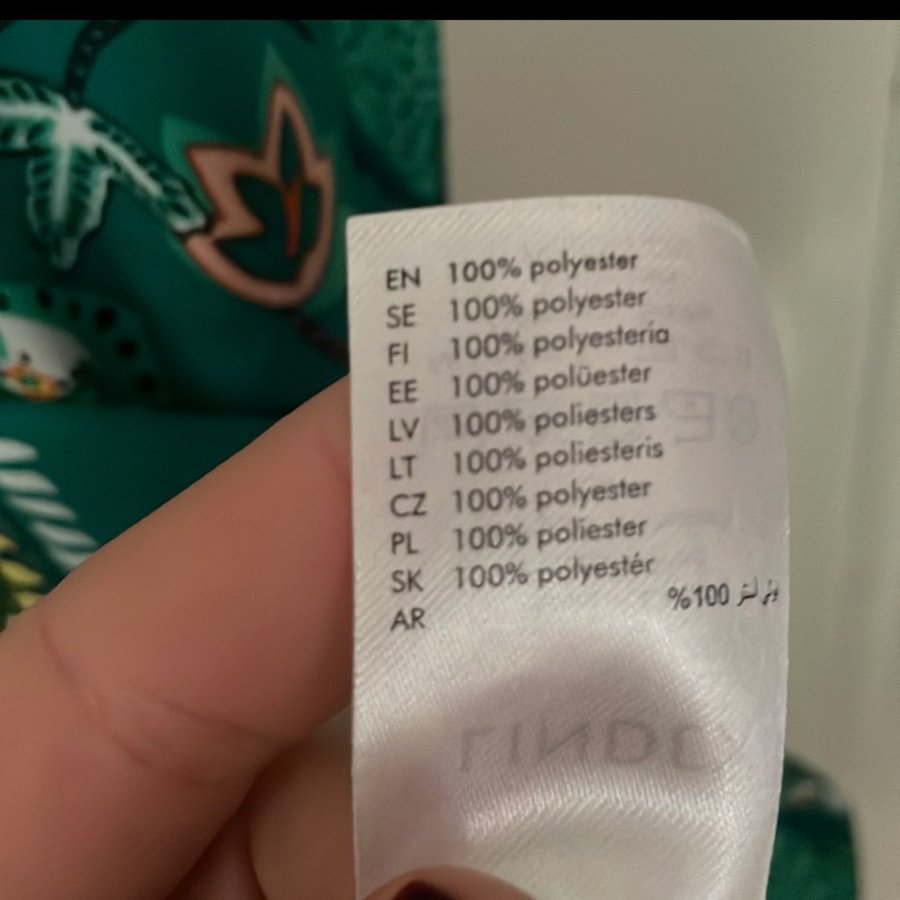 EN 100% polyester
SE 100% polyester
FI 100% polyesteria
EE 100% polüester
LV 100% poliesters
LT 100% poliesteris
CZ 100% polyester
PL 100% poliester
SK 100% polyestér
AR %100